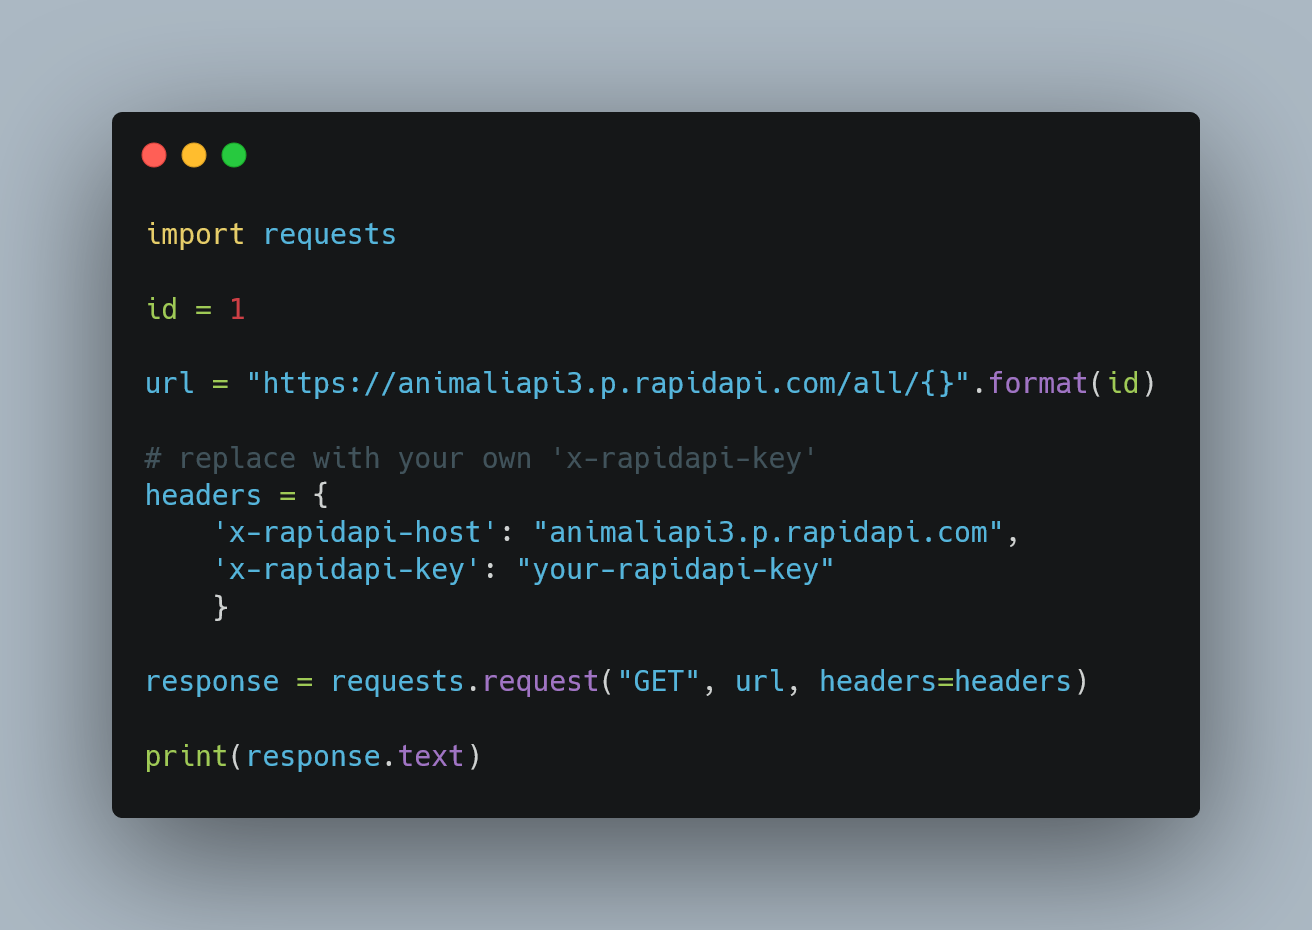 import requests
id = 1
url = "https://animaliapi3.p.rapidapi.com/all/{}".format(id)
# replace with your own 'x-rapidapi-key'
headers = {
    'x-rapidapi-host': "animaliapi3.p.rapidapi.com",
    'x-rapidapi-key': "your-rapidapi-key"
    }
response = requests.request("GET", url, headers=headers)
print(response.text)